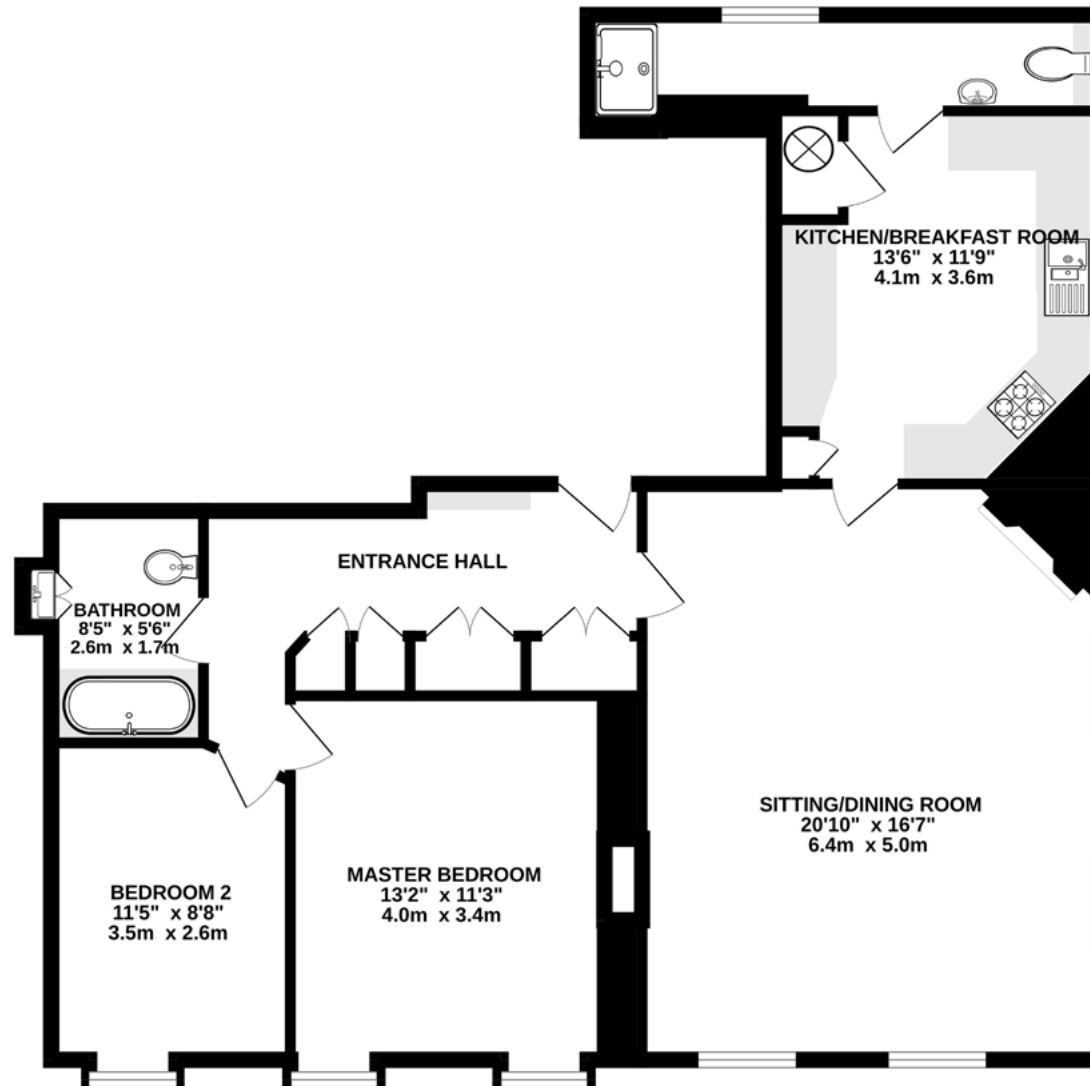 KITCHEN/BREAKFAST ROOM
13'6" x 11'9"
4.1m x 3.6m
ENTRANCE HALL
BATHROOM
8'5" x 5'6"
2.6m x 1.7m
SITTING/DINING ROOM
20'10" x 16'7"
6.4m x 5.0m
MASTER BEDROOM
13'2" x 11'3"
4.0m x 3.4m
BEDROOM 2
11'5" x 8'8"
3.5m x 2.6m